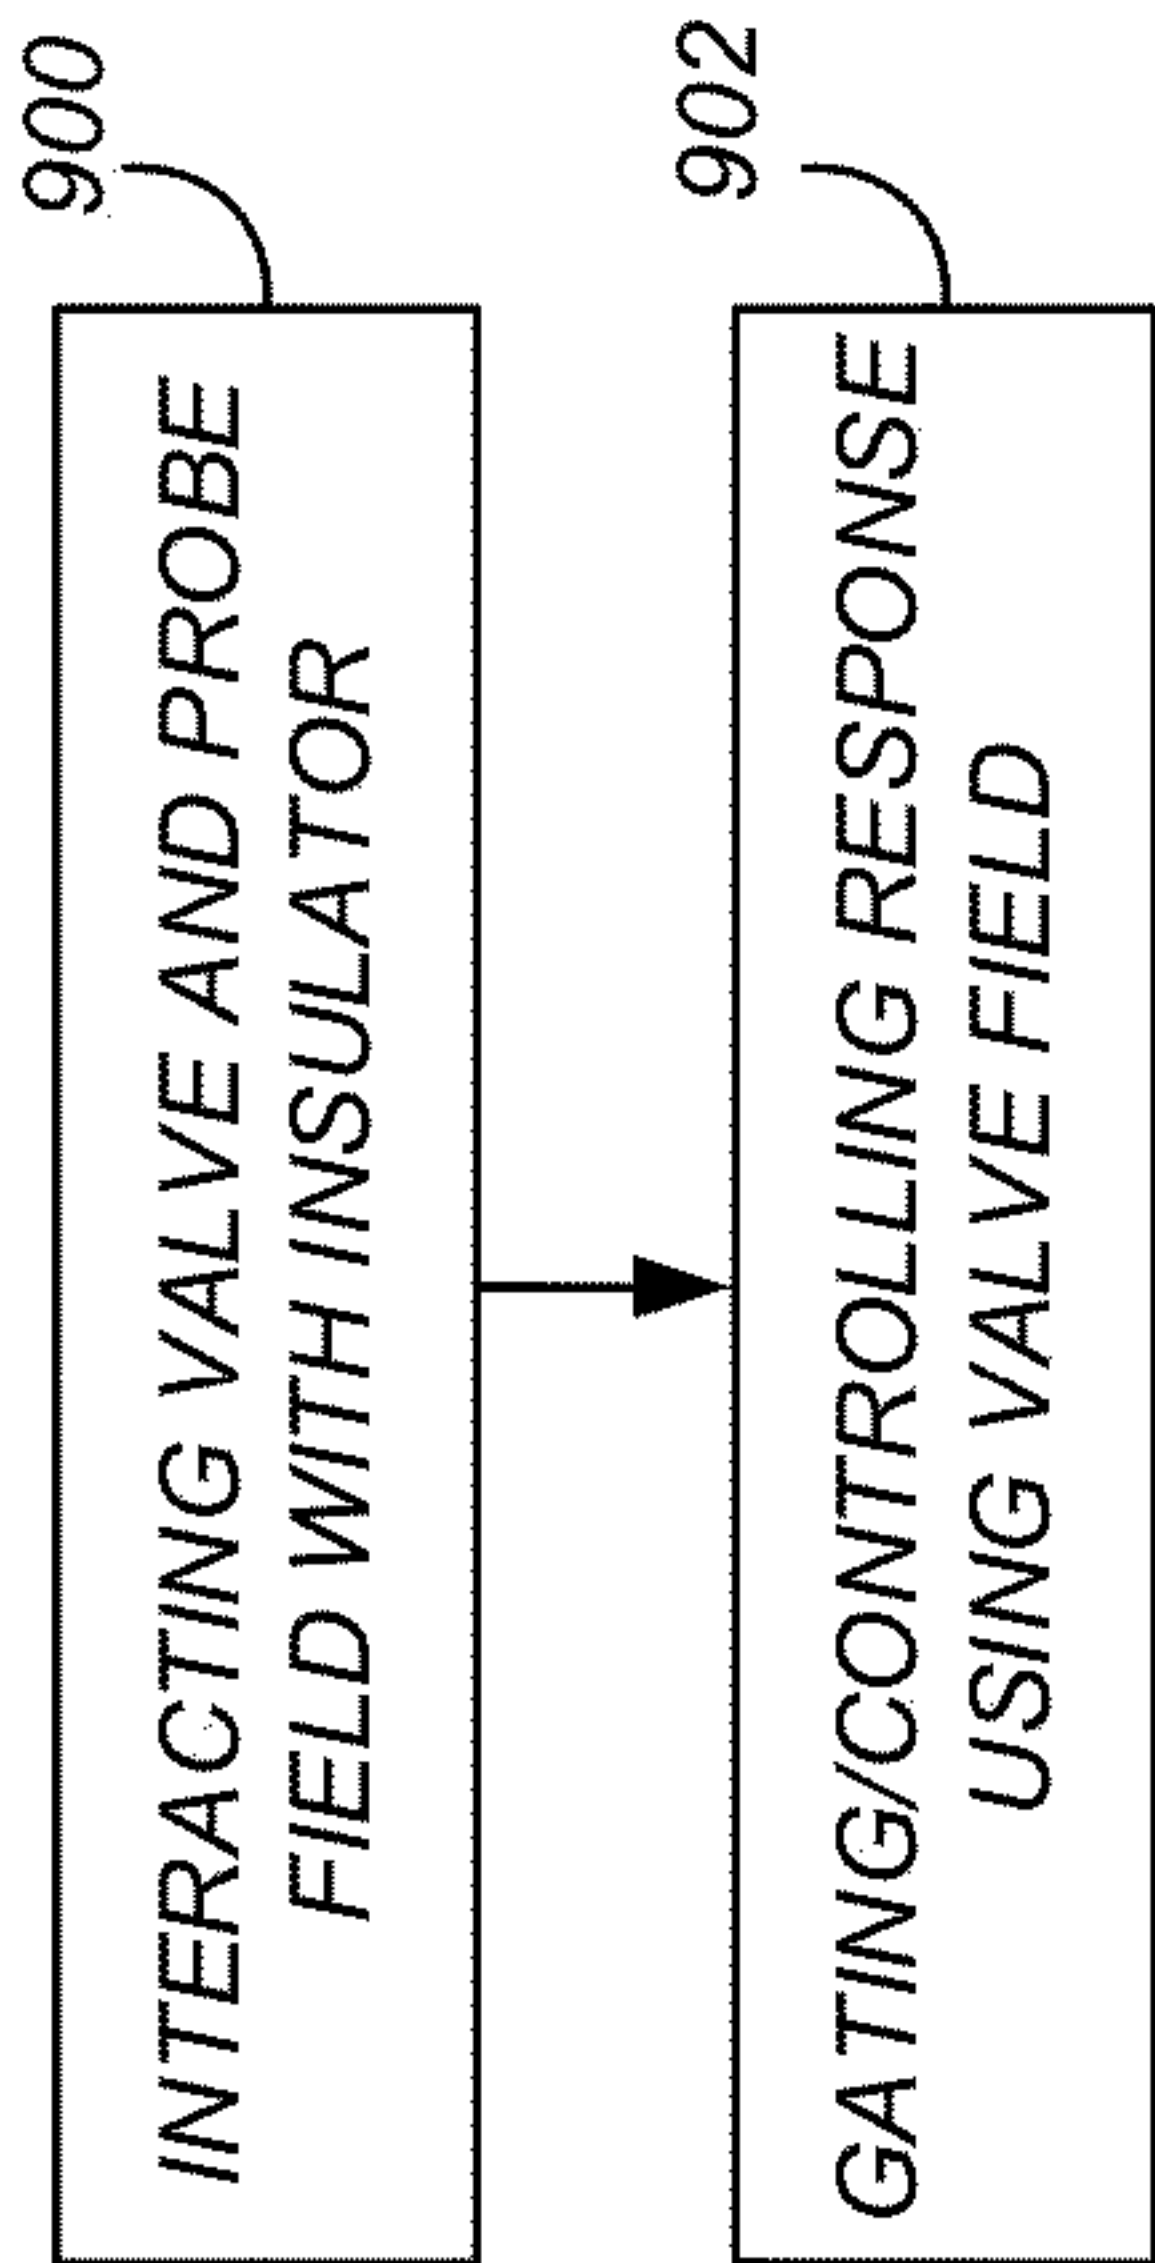 900
INTERACTING VALVE AND PROBE
FIELD WITH INSULATOR
902
GATING/CONTROLLING RESPONSE
USING VALVE FIELD